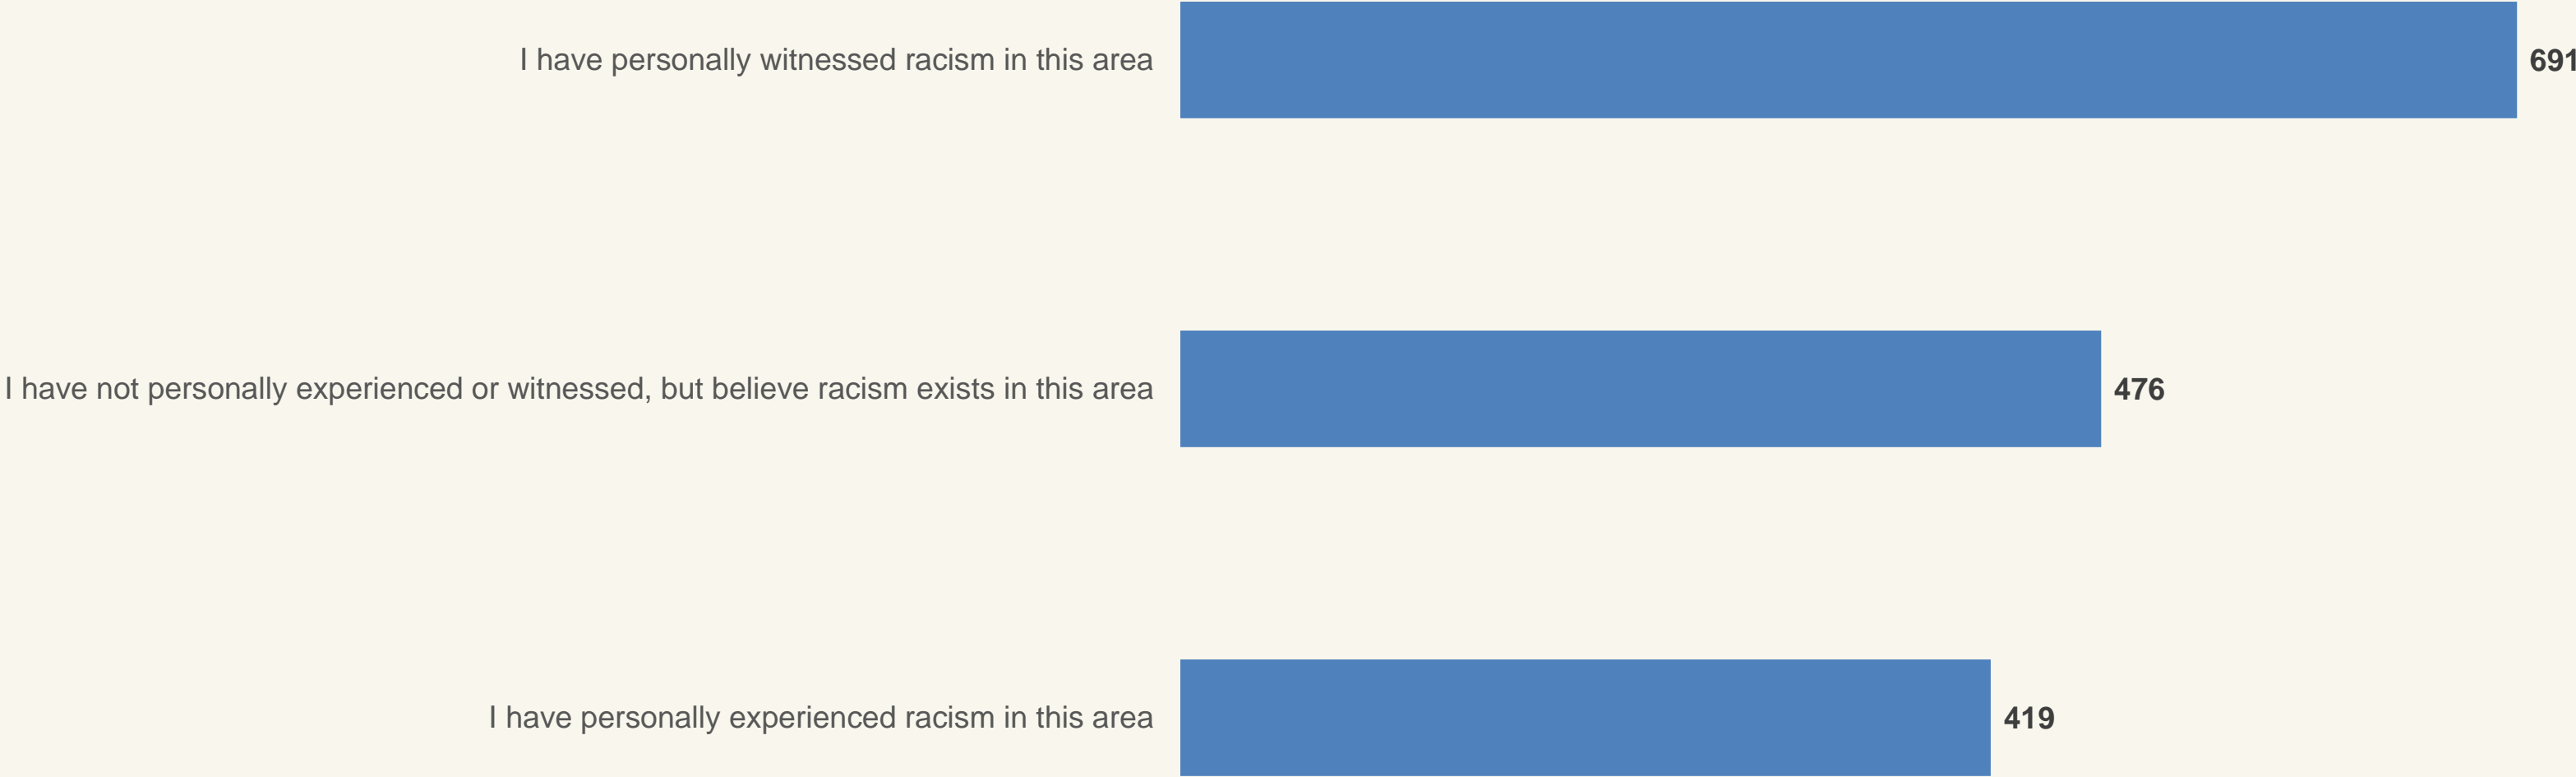 I have personally witnessed racism in this area
691
I have not personally experienced or witnessed, but believe racism exists in this area
476
I have personally experienced racism in this area
419